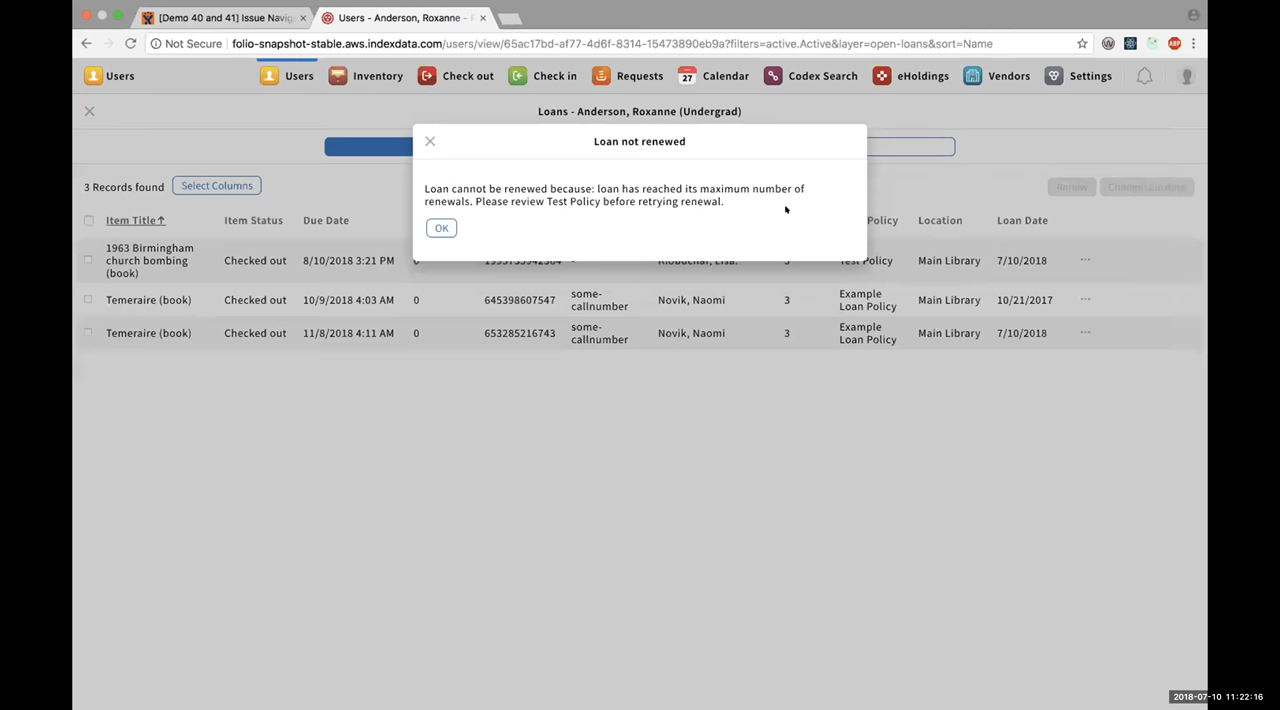 [Demo 40 and 41] Issue Navig
Users - Anderson, Roxanne -
Not Secure
folio-snapshot-stable.aws.indexdata.com/users/view/65ac17bd-af77-4d6f-8314-15473890eb9a?filters=active.Active&layer=open-loans&sort=Name
Users
Users
Inventory
Check out
Check in
Requests
27
Calendar
Codex Search
eHoldings
Vendors
Settings
Loans - Anderson, Roxanne (Undergrad)
Loan not renewed
Loan cannot be renewed because: loan has reached its maximum number of
renewals. Please review Test Policy before retrying renewal.
OK
3 Records found
Select Columns
Renew
Change due date
Item Title
Item Status
Due Date
Policy
Location
Loan Date
1963 Birmingham
church bombing
(book)
Checked out
8/10/2018 3:21 PM
Test Policy
Main Library
7/10/2018
Temeraire (book)
Checked out
10/9/2018 4:03 AM
0
645398607547
some-
callnumber
Novik, Naomi
3
Example
Loan Policy
Main Library
10/21/2017
Temeraire (book)
Checked out
11/8/2018 4:11 AM
0
653285216743
some-
callnumber
Novik, Naomi
3
Example
Loan Policy
Main Library
7/10/2018
2018-07-10 11:22:16